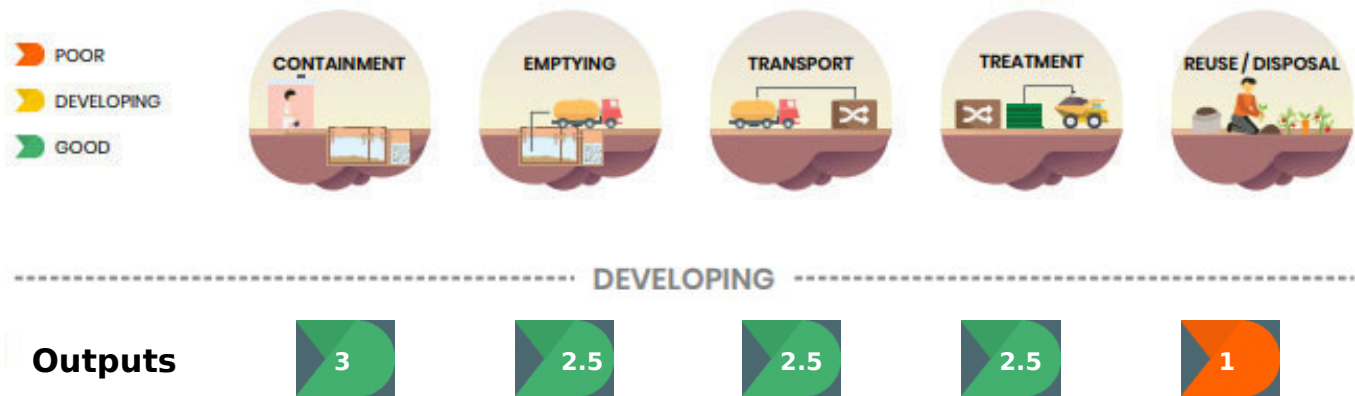 POOR
DEVELOPING
GOOD
CONTAINMENT
EMPTYING
TRANSPORT
TREATMENT
REUSE / DISPOSAL
DEVELOPING
Outputs 3 2.5 2.5 2.5 1